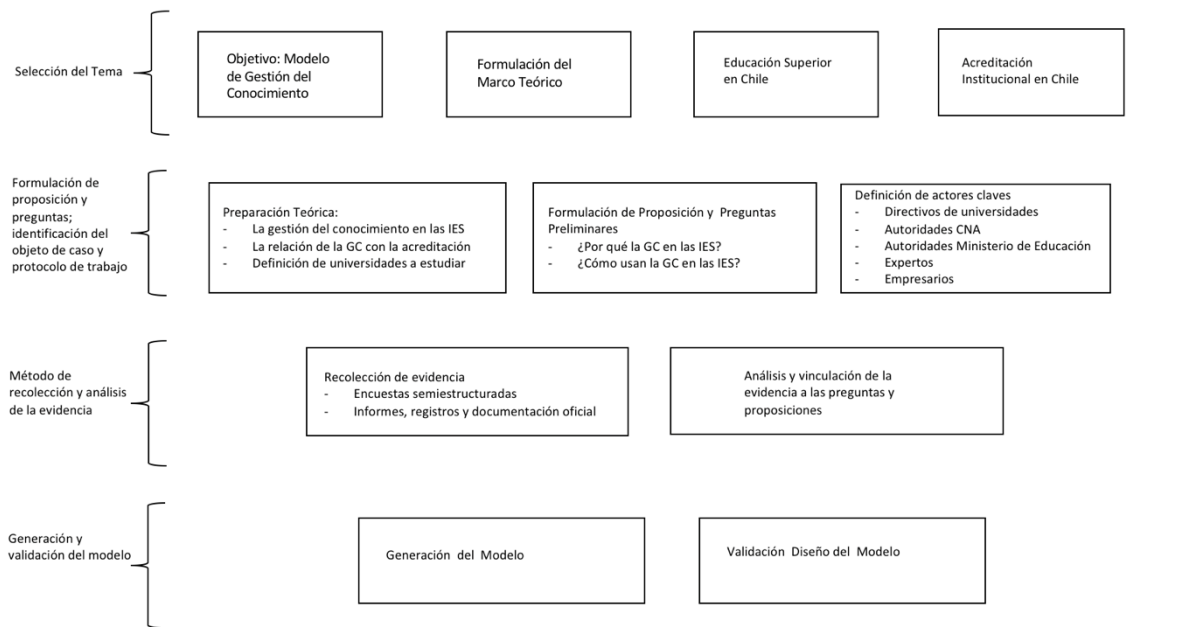 Selección del Tema
Objetivo: Modelo
de Gestión del
Conocimiento
Formulación del
Marco Teórico
Educación Superior
en Chile
Acreditación
Institucional en Chile
Formulación de
proposición y
preguntas;
identificación del
objeto de caso y
protocolo de trabajo
Preparación Teórica:
- La gestión del conocimiento en las IES
- La relación de la GC con la acreditación
- Definición de universidades a estudiar
Formulación de Proposición y Preguntas
Preliminares
- ¿Por qué la GC en las IES?
- ¿Cómo usan la GC en las IES?
Definición de actores claves
- Directivos de universidades
- Autoridades CNA
- Autoridades Ministerio de Educación
- Expertos
- Empresarios
Método de
recolección y análisis
de la evidencia
Recolección de evidencia
- Encuestas semiestructuradas
- Informes, registros y documentación oficial
Análisis y vinculación de la
evidencia a las preguntas y
proposiciones
Generación y
validación del modelo
Generación del Modelo
Validación Diseño del Modelo